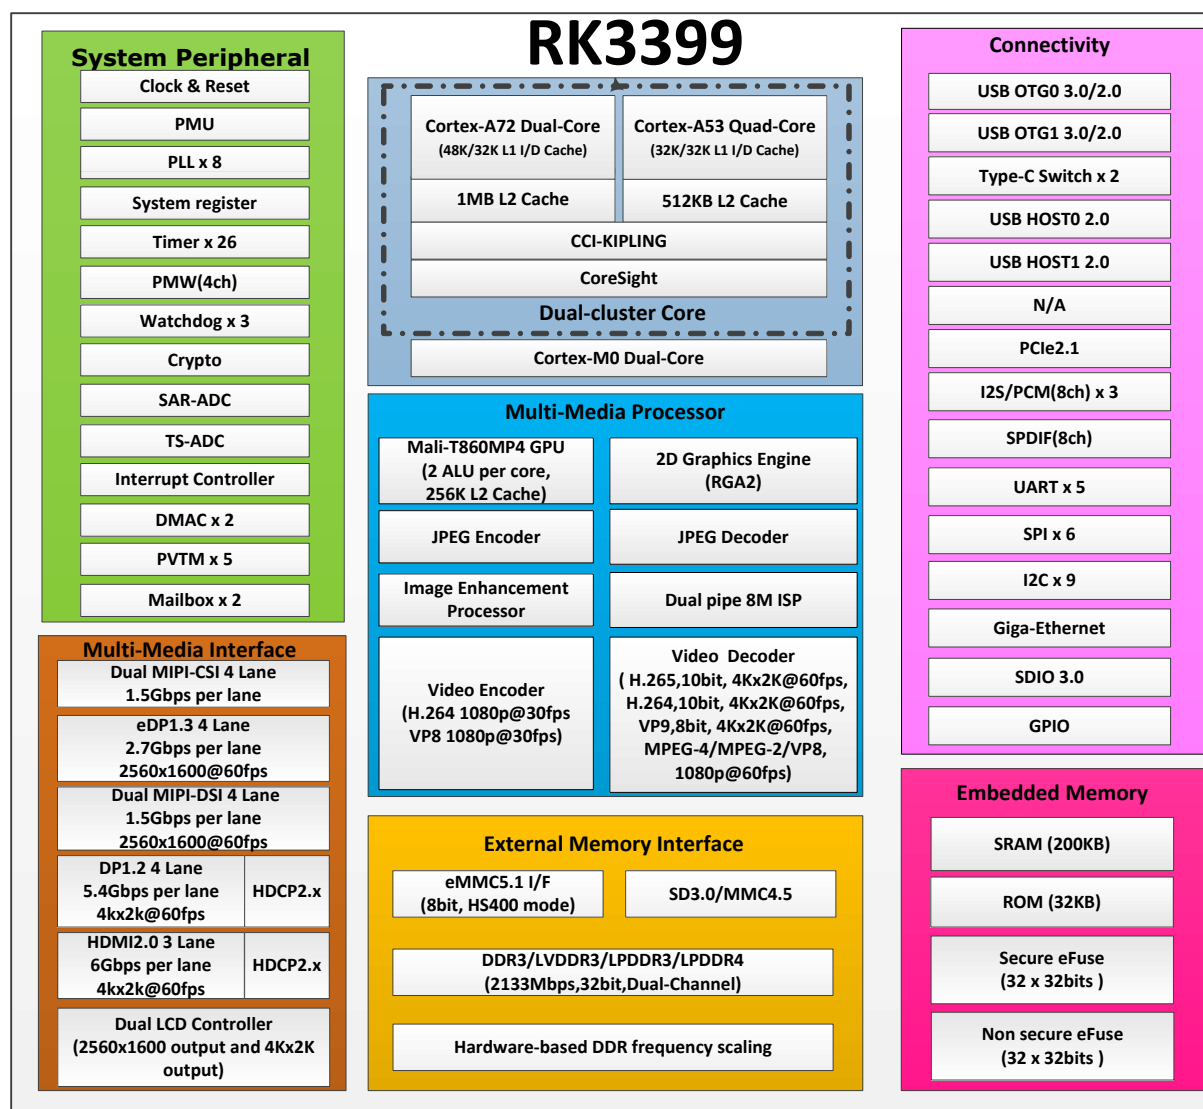 RK3399
System Peripheral
Clock & Reset
PMU
PLL x 8
System register
Timer x 26
PMW(4ch)
Watchdog x 3
Crypto
SAR-ADC
TS-ADC
Interrupt Controller
DMAC x 2
PVTM x 5
Mailbox x 2
Multi-Media Interface
Dual MIPI-CSI 4 Lane
1.5Gbps per lane
eDP1.3 4 Lane
2.7Gbps per lane
2560x1600@60fps
Dual MIPI-DSI 4 Lane
1.5Gbps per lane
2560x1600@60fps
DP1.2 4 Lane
5.4Gbps per lane
4kx2k@60fps
HDCP2.x
HDMI2.0 3 Lane
6Gbps per lane
4kx2k@60fps
HDCP2.x
Dual LCD Controller
(2560x1600 output and 4Kx2K
output)
Cortex-A72 Dual-Core
(48K/32K L1 I/D Cache)
Cortex-A53 Quad-Core
(32K/32K L1 I/D Cache)
1MB L2 Cache
512KB L2 Cache
CCI-KIPLING
CoreSight
Dual-cluster Core
Cortex-M0 Dual-Core
Multi-Media Processor
Mali-T860MP4 GPU
(2 ALU per core,
256K L2 Cache)
2D Graphics Engine
(RGA2)
JPEG Encoder
JPEG Decoder
Image Enhancement
Processor
Dual pipe 8M ISP
Video Encoder
(H.264 1080p@30fps
VP8 1080p@30fps)
Video Decoder
( H.265,10bit, 4Kx2K@60fps,
H.264,10bit, 4Kx2K@60fps,
VP9,8bit, 4Kx2K@60fps,
MPEG-4/MPEG-2/VP8,
1080p@60fps)
External Memory Interface
eMMC5.1 I/F
(8bit, HS400 mode)
SD3.0/MMC4.5
DDR3/LVDDR3/LPDDR3/LPDDR4
(2133Mbps,32bit,Dual-Channel)
Hardware-based DDR frequency scaling
Connectivity
USB OTG0 3.0/2.0
USB OTG1 3.0/2.0
Type-C Switch x 2
USB HOST0 2.0
USB HOST1 2.0
N/A
PCIe2.1
I2S/PCM(8ch) x 3
SPDIF(8ch)
UART x 5
SPI x 6
I2C x 9
Giga-Ethernet
SDIO 3.0
GPIO
Embedded Memory
SRAM (200KB)
ROM (32KB)
Secure eFuse
(32 x 32bits )
Non secure eFuse
(32 x 32bits )